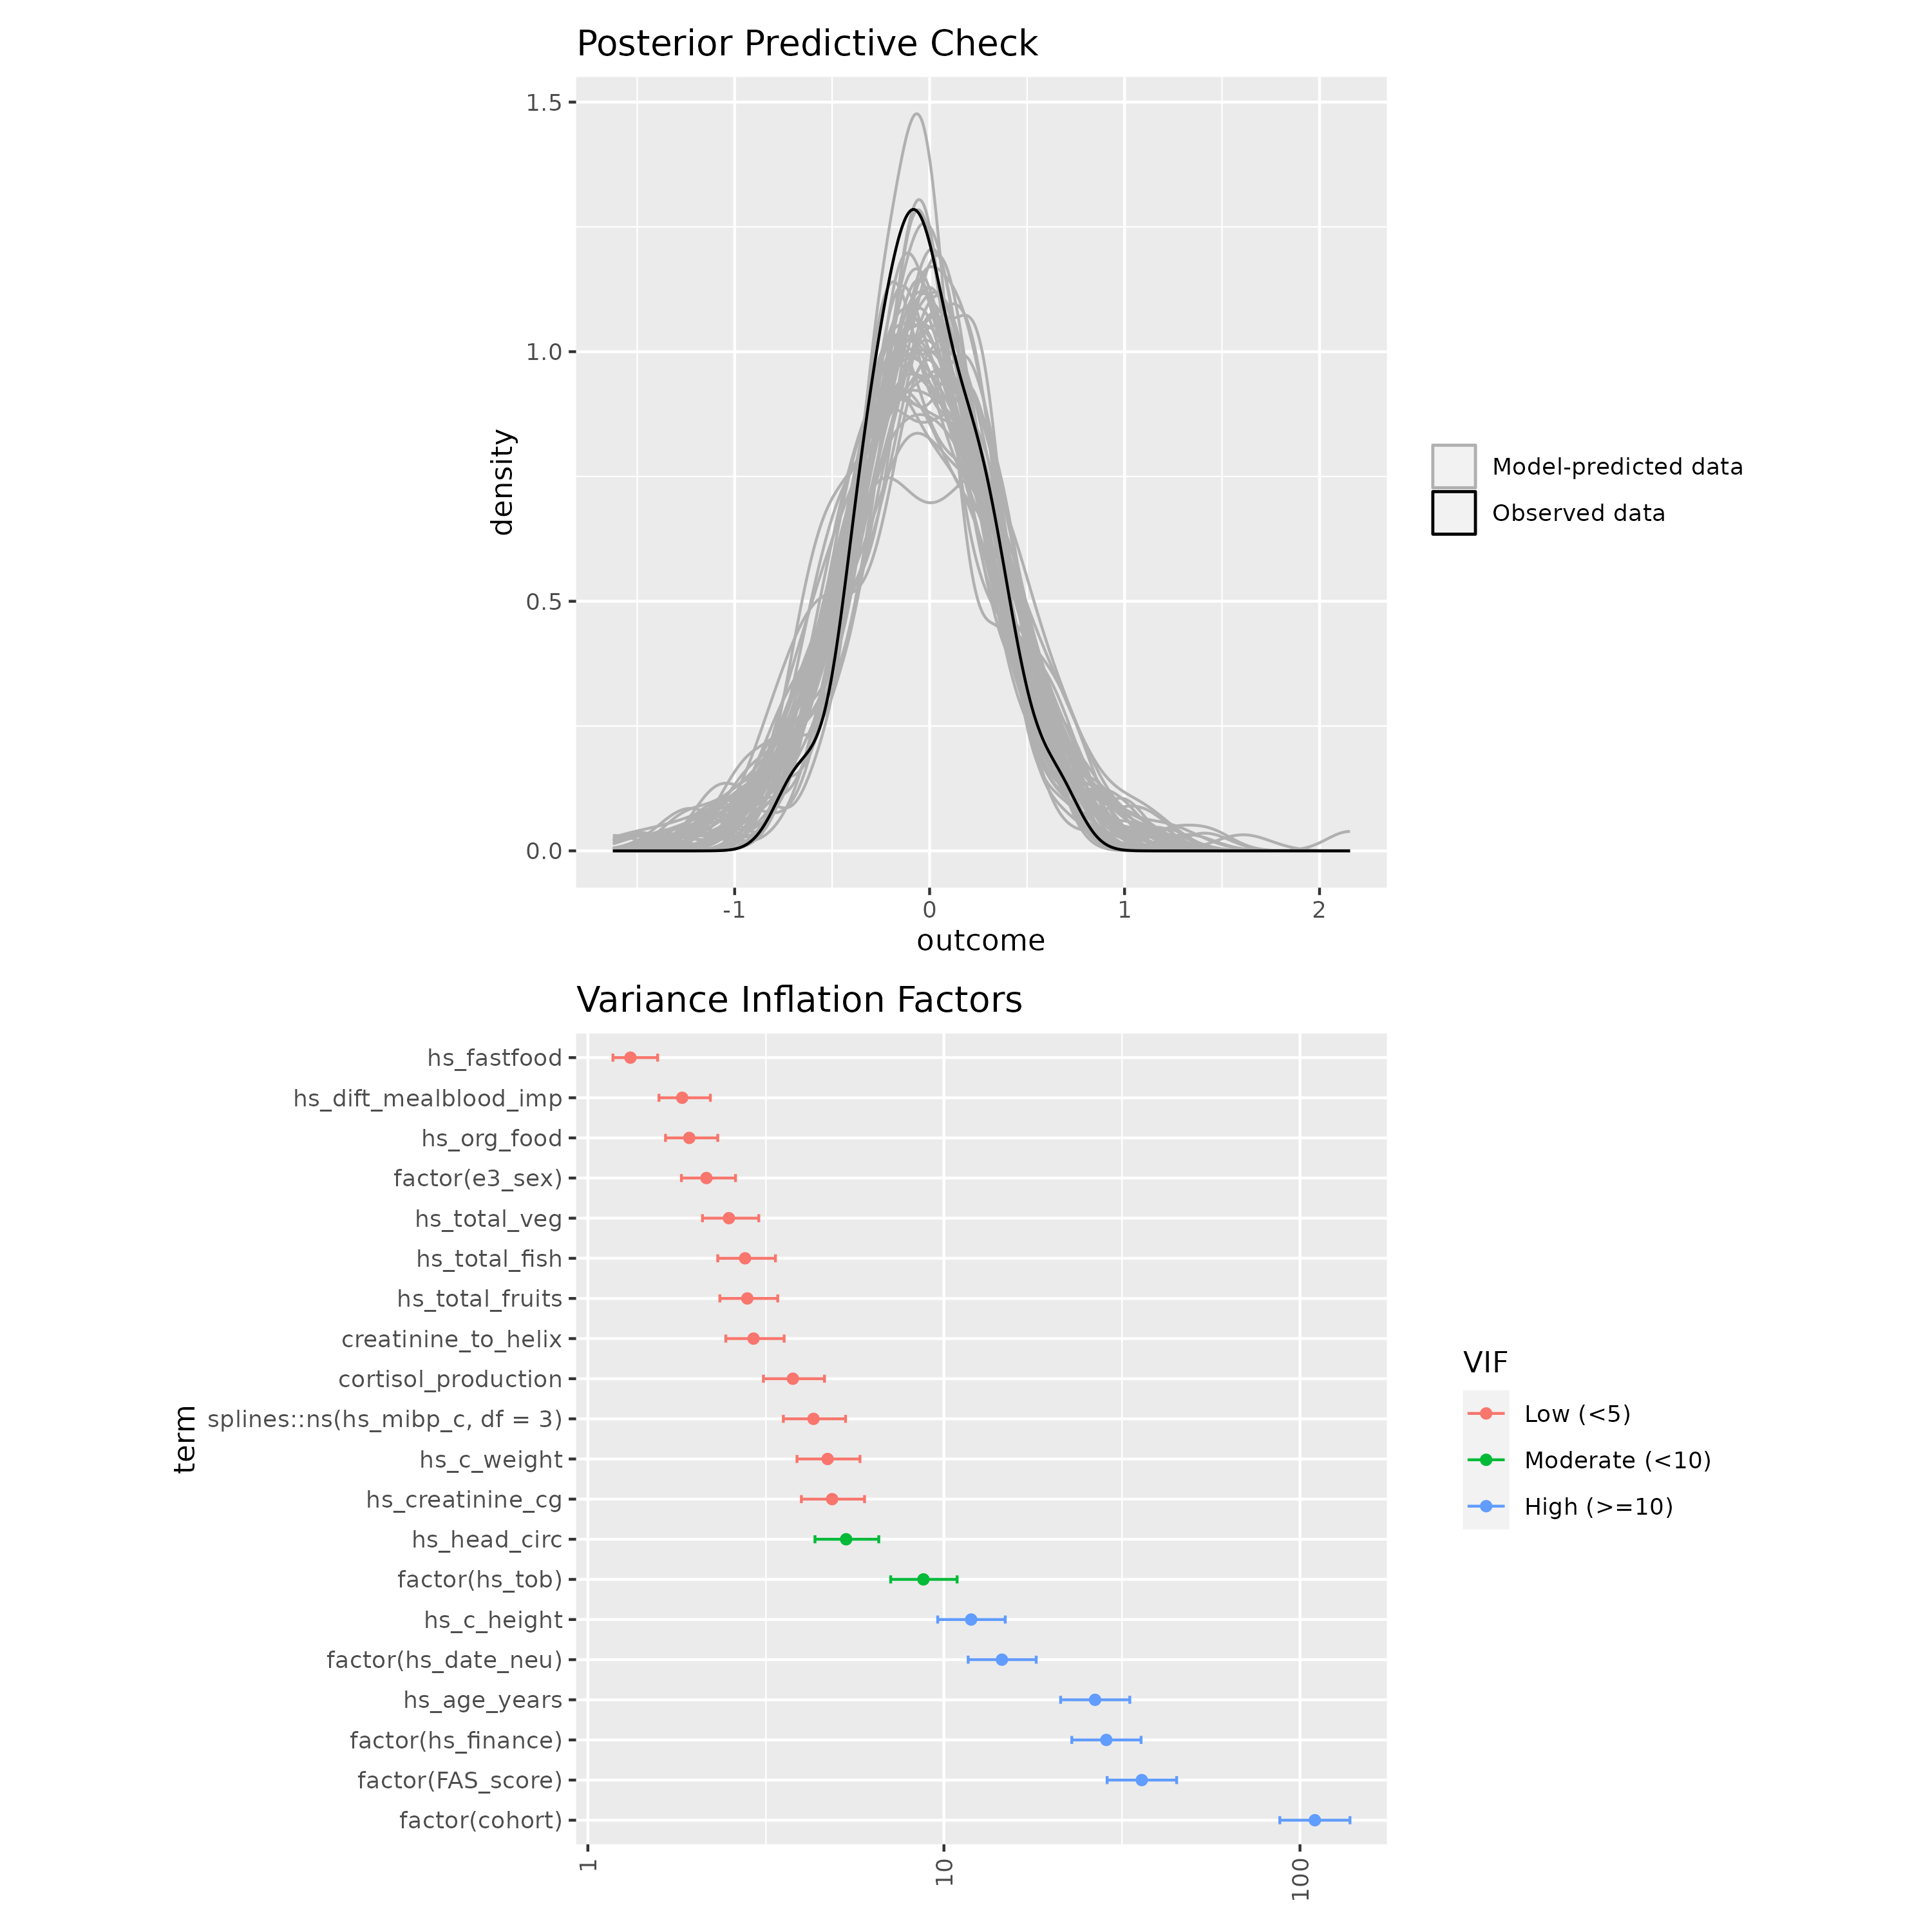 Posterior Predictive Check
1.5
1.0
0.5
0.0
density
-1
0
1
2
outcome
Model-predicted data
Observed data
Variance Inflation Factors
term
hs_fastfood
hs_dift_mealblood_imp
hs_org_food
factor(e3_sex)
hs_total_veg
hs_total_fish
hs_total_fruits
creatinine_to_helix
cortisol_production
splines::ns(hs_mibp_c, df = 3)
hs_c_weight
hs_creatinine_cg
hs_head_circ
factor(hs_tob)
hs_c_height
factor(hs_date_neu)
hs_age_years
factor(hs_finance)
factor(FAS_score)
factor(cohort)
1
10
100
VIF
Low (<5)
Moderate (<10)
High (>=10)